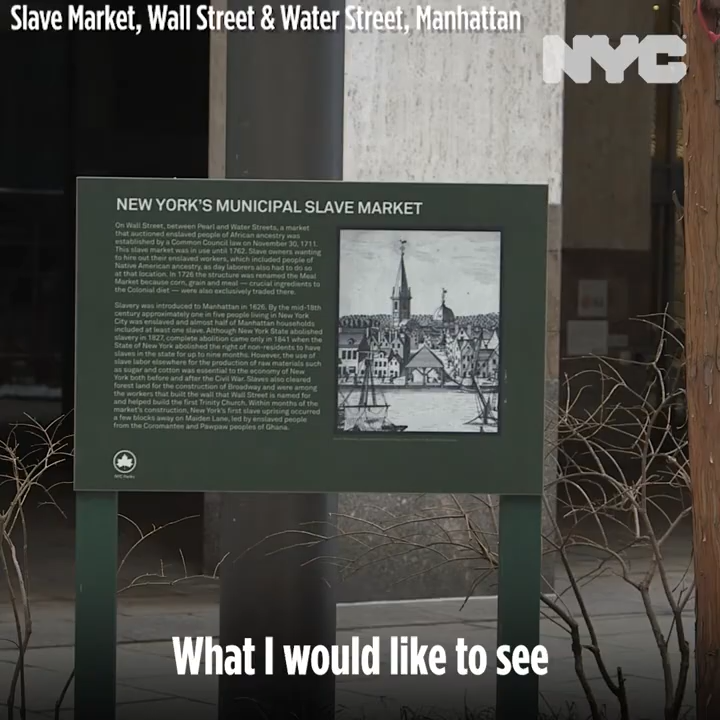 Slave Market, Wall Street & Water Street, Manhattan
NYC
NEW YORK'S MUNICIPAL SLAVE MARKET
On Wall Street, between Pearl and Water Streets, a market
that auctioned enslaved people of African ancestry was
established by a Common Council law on November 30, 1711.
This slave market was in use until 1762. Slave owners wanting
to hire out their enslaved workers, which included people of
Native American ancestry, as day laborers also had to do so
at that location. In 1726 the structure was renamed the Meal
Market because corn, grain and meal — crucial ingredients to
the Colonial diet — were also exclusively traded there.
Slavery was introduced to Manhattan in 1626. By the mid-18th
century approximately one in five people living in New York
City was enslaved and almost half of Manhattan households
included at least one slave. Although New York State abolished
slavery in 1827, complete abolition came only in 1841 when the
State of New York abolished the right of non-residents to have
slaves in the state for up to nine months. However, the use of
slave labor elsewhere for the production of raw materials such
as sugar and cotton was essential to the economy of New
York both before and after the Civil War. Slaves also cleared
forest land for the construction of Broadway and were among
the workers that built the wall that Wall Street is named for
and helped build the first Trinity Church. Within months of the
market's construction, New York's first slave uprising occurred
a few blocks away on Maiden Lane, led by enslaved people
from the Coromantee and Pawpaw peoples of Ghana.
NYC Parks
What I would like to see